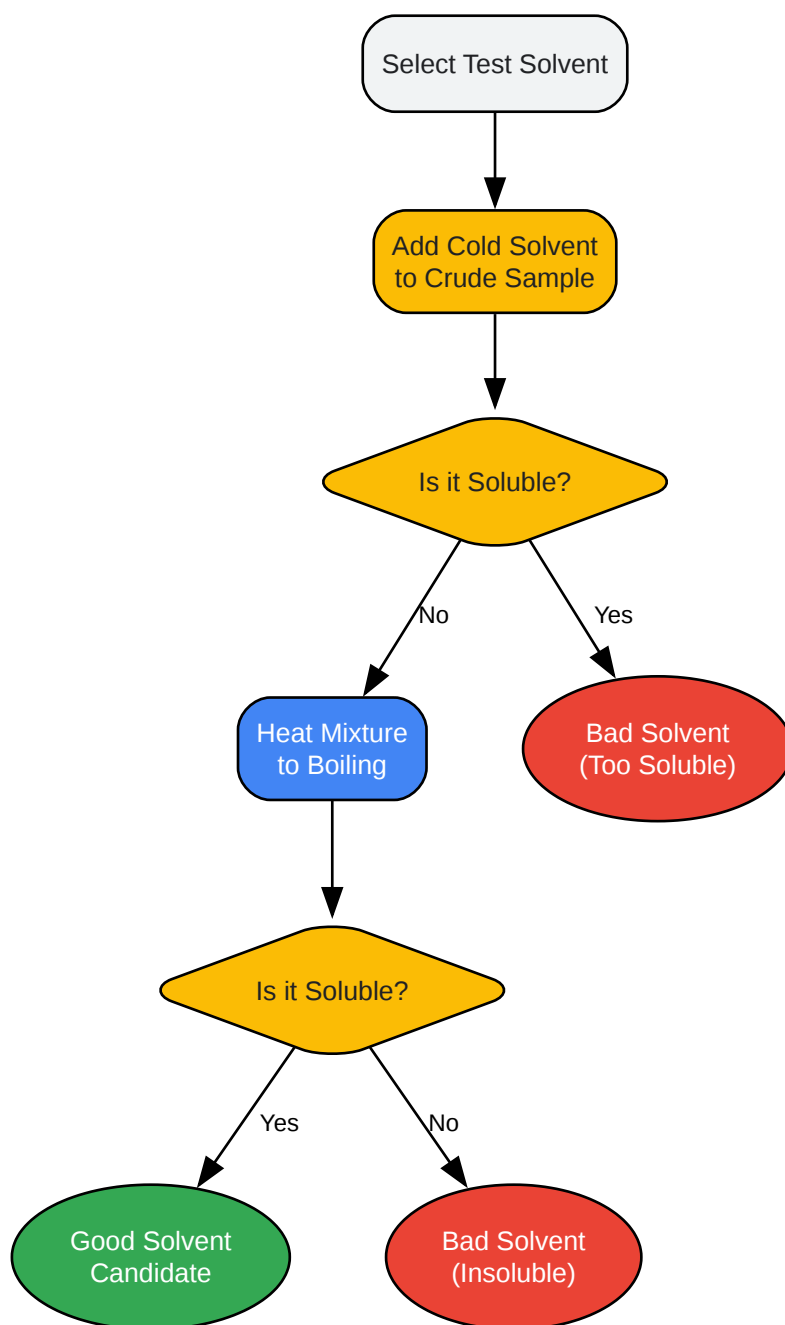 Select Test Solvent
Add Cold Solvent
to Crude Sample
Is it Soluble?
No
Yes
Heat Mixture
to Boiling
Bad Solvent
(Too Soluble)
Is it Soluble?
Yes
No
Good Solvent
Candidate
Bad Solvent
(Insoluble)